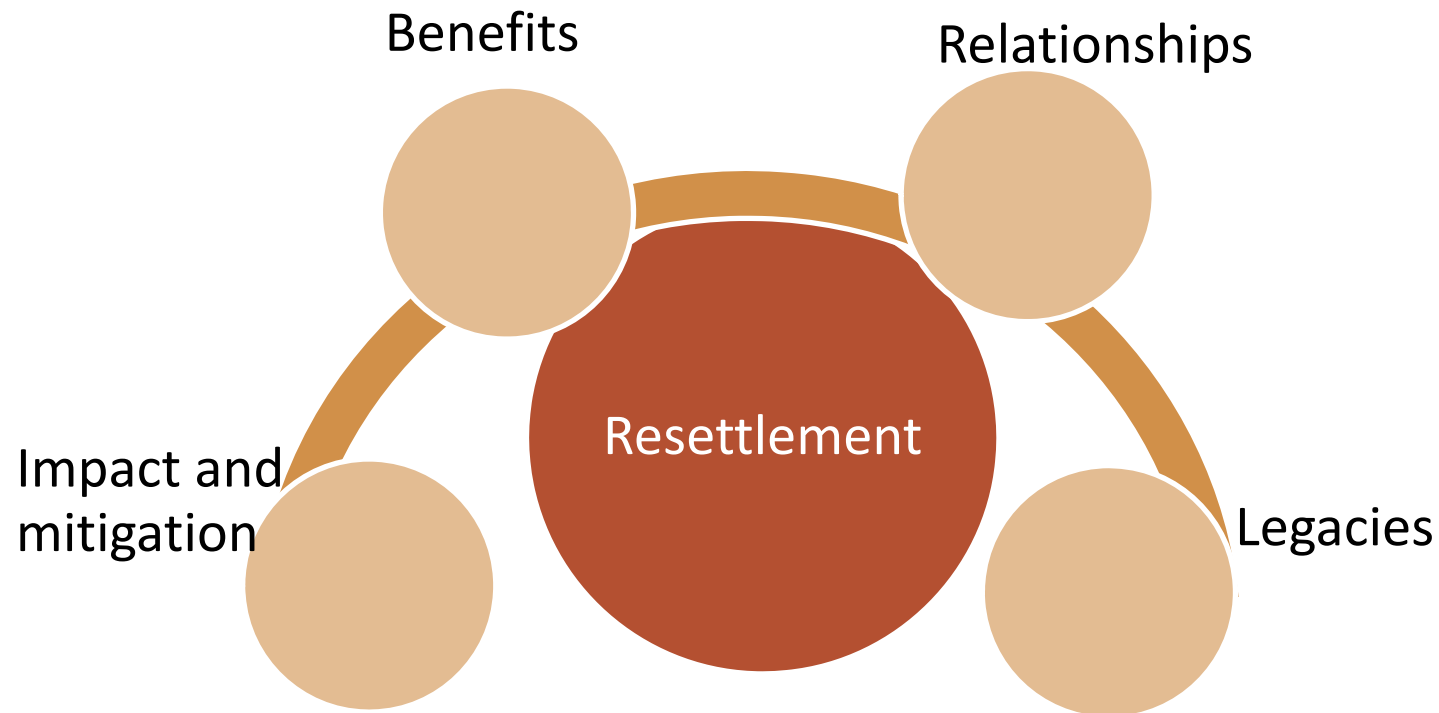 Benefits
Relationships
Resettlement
Impact and
mitigation
Legacies